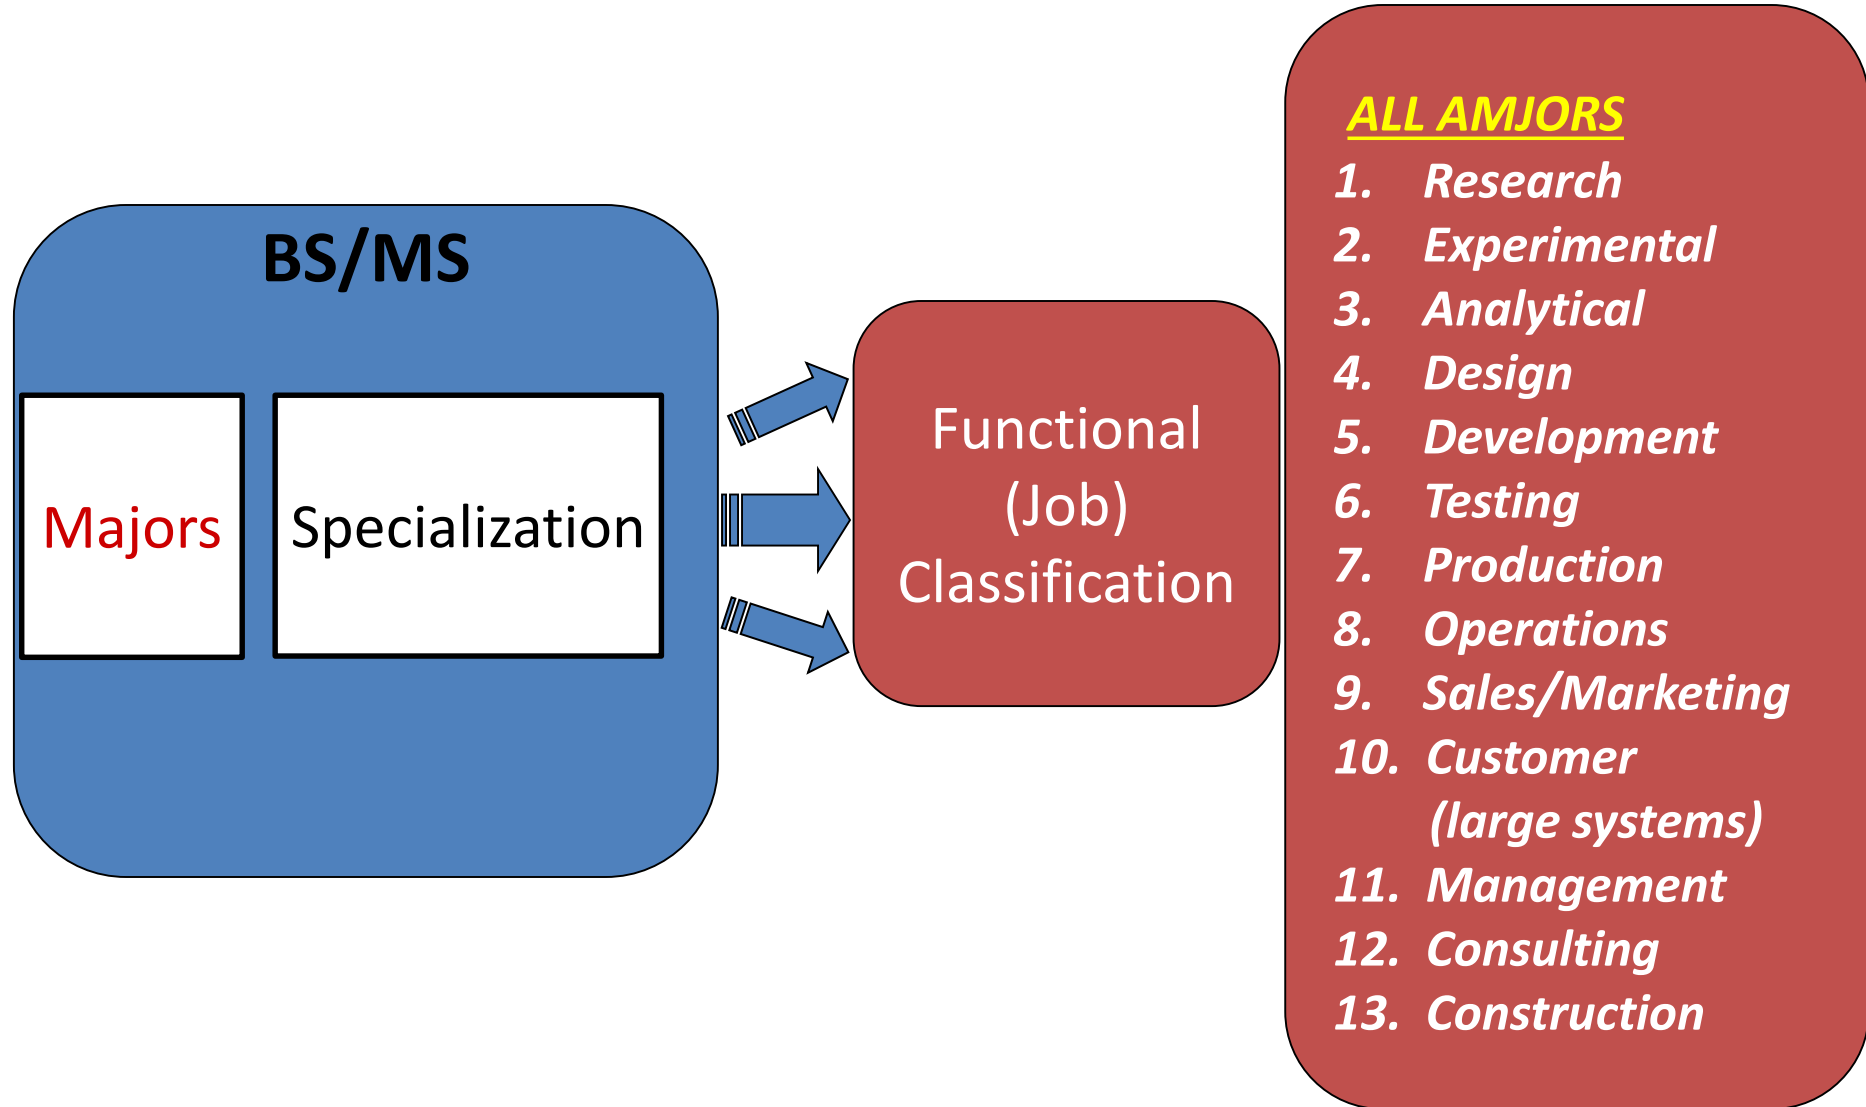 BS/MS
Majors
Specialization
Functional
(Job)
Classification
ALL AMJORS
1. Research
2. Experimental
3. Analytical
4. Design
5. Development
6. Testing
7. Production
8. Operations
9. Sales/Marketing
10. Customer
(large systems)
11. Management
12. Consulting
13. Construction